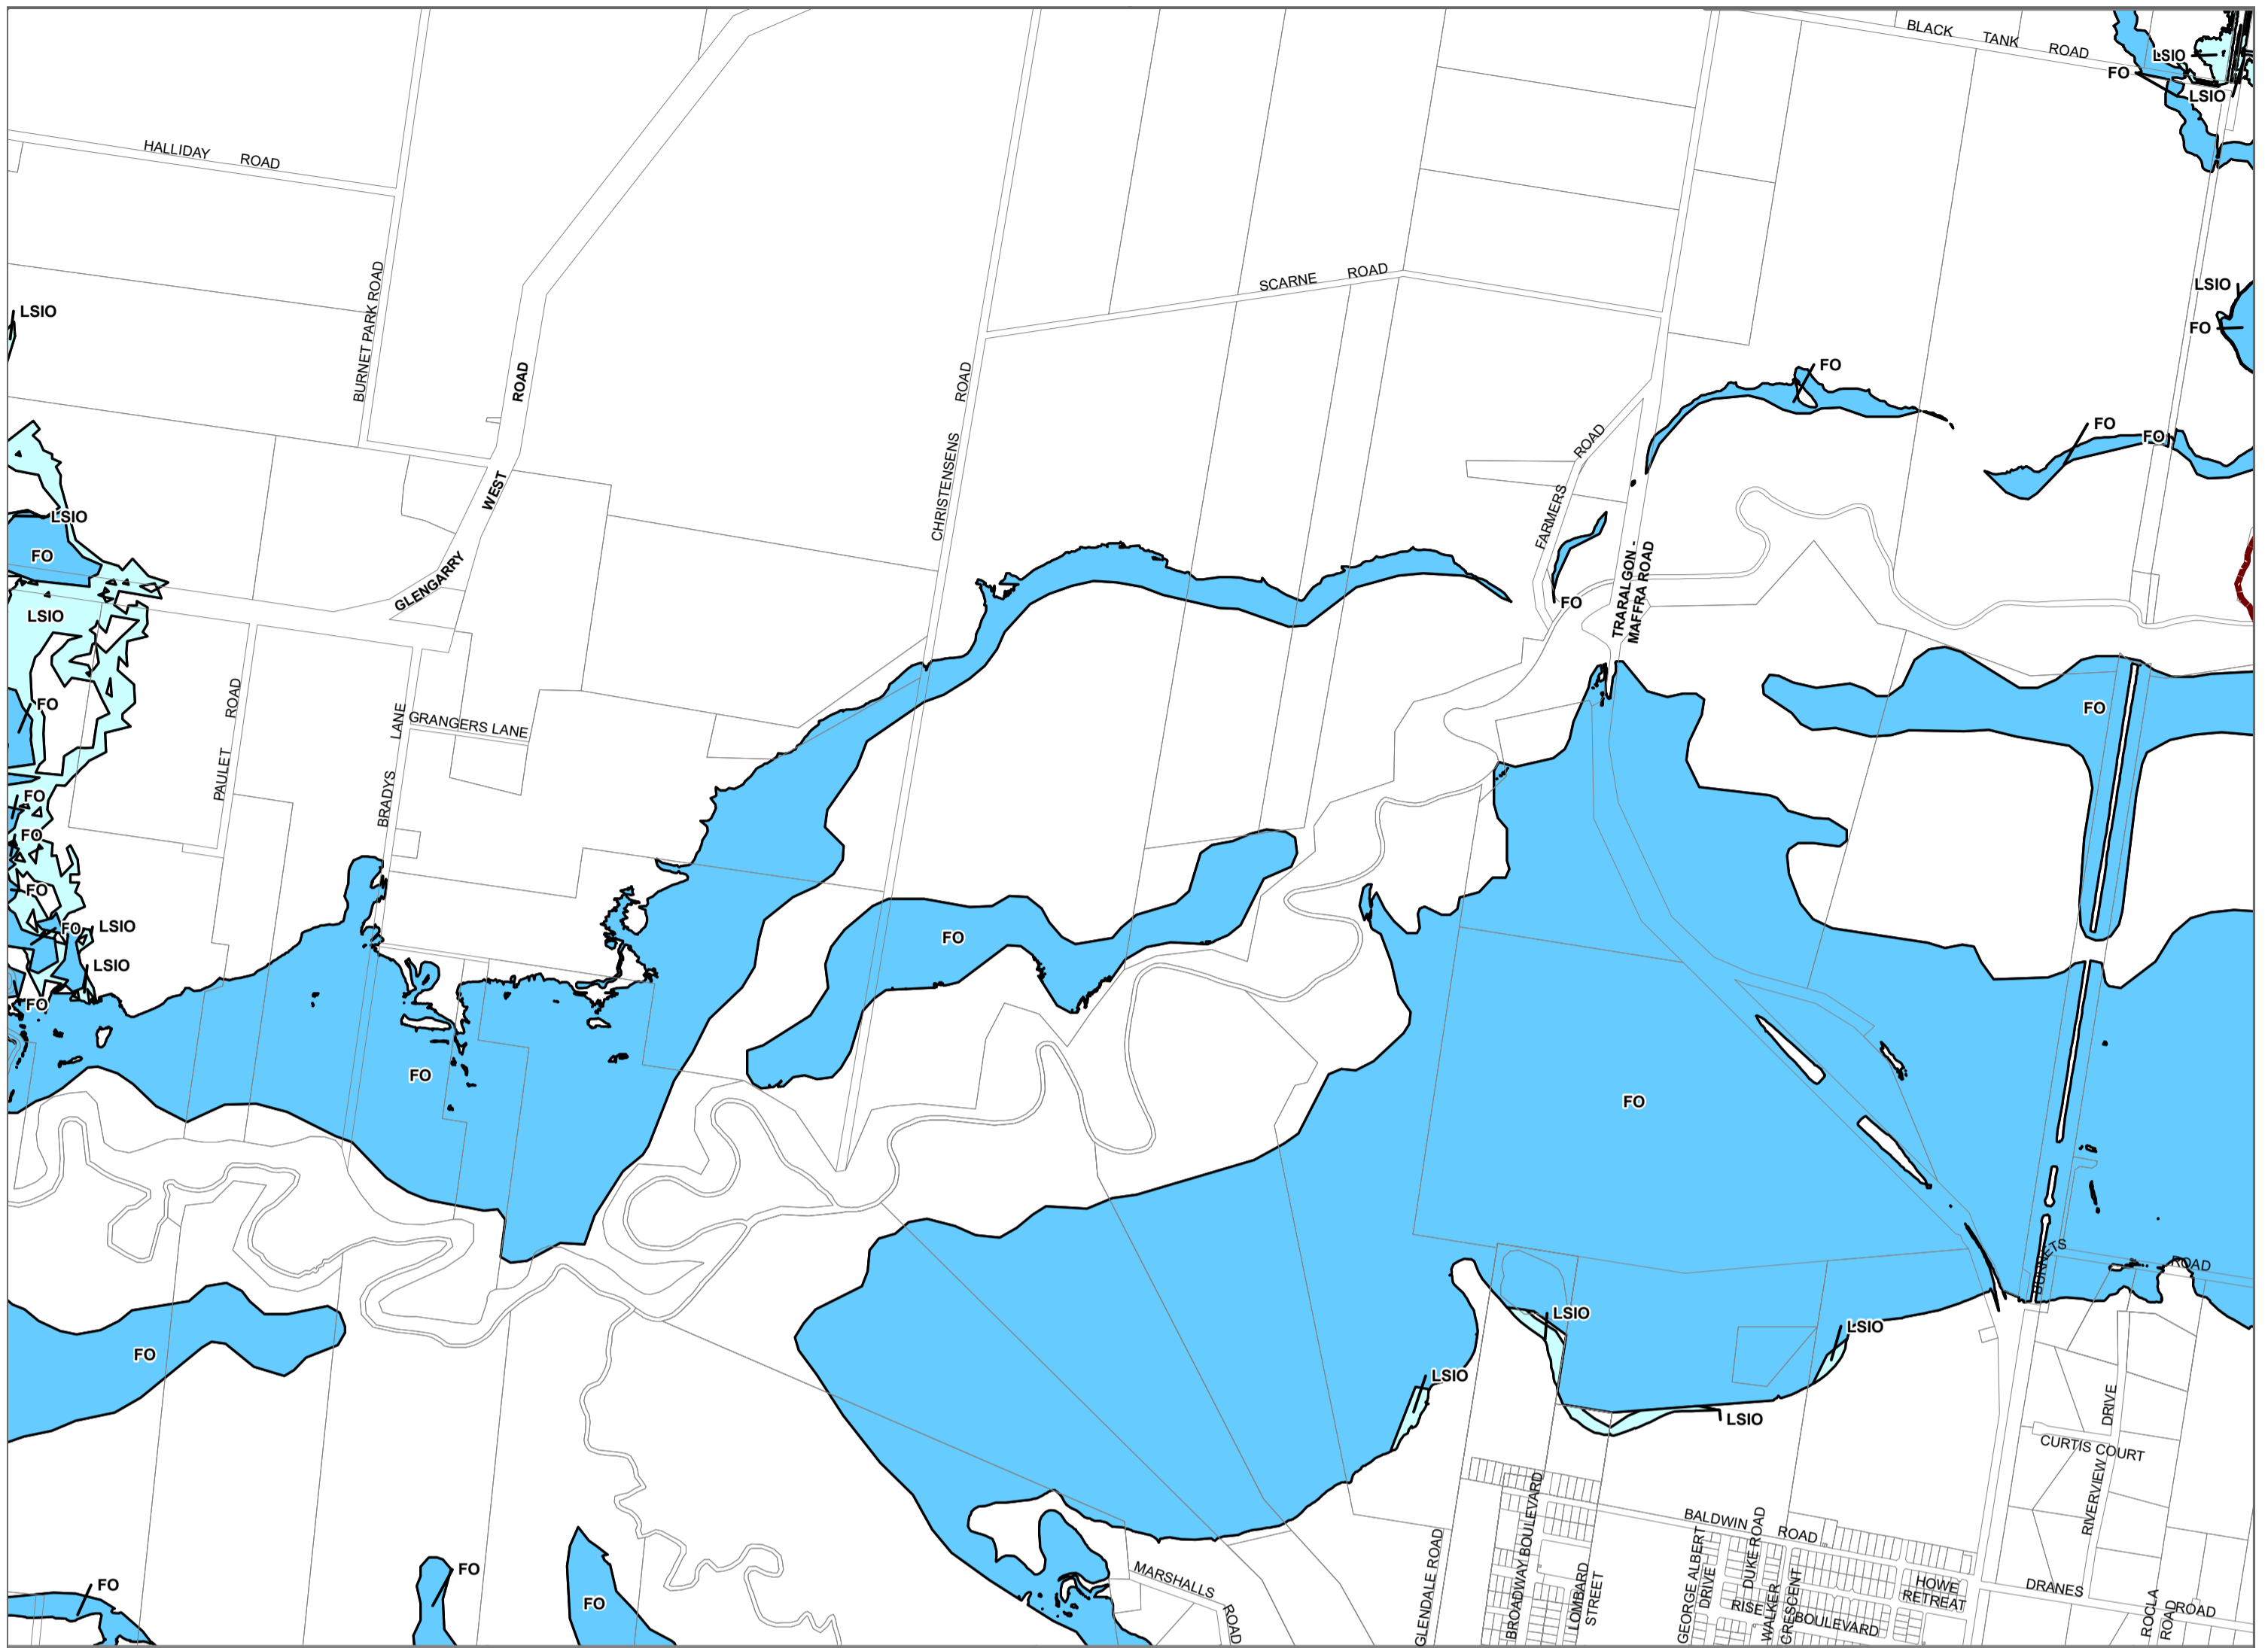 BLACK TANK ROAD
LSIO
FO
LSIO
HALLIDAY ROAD
BURNET PARK ROAD
SCARNE ROAD
LSIO
FO
LSIO
ROAD
WEST
GLENGARRY
CHRISTENSENS ROAD
FARMERS ROAD
FO
FO
FO
LSIO
FO
LSIO
FO
TRARALGON -
MAFFRA ROAD
FO
PAULET ROAD
BRADYS LANE
GRANGERS LANE
FO
FO
FO
FO
FO
LSIO
LSIO
FO
FO
FO
FO
FO
BURNETS ROAD
LSIO
LSIO
LSIO
LSIO
FO
CURTIS COURT
RIVERVIEW DRIVE
BALDWIN ROAD
GLENDALE ROAD
BROADWAY BOULEVARD
LOMBARD
STREET
GEORGE ALBERT
DRIVE
DUKE ROAD
WALKER
CRESCENT
RISE BOULEVARD
HOWE
RETREAT
DRANES ROAD
ROCLA
ROAD
MARSHALLS ROAD
FO
FO
FO